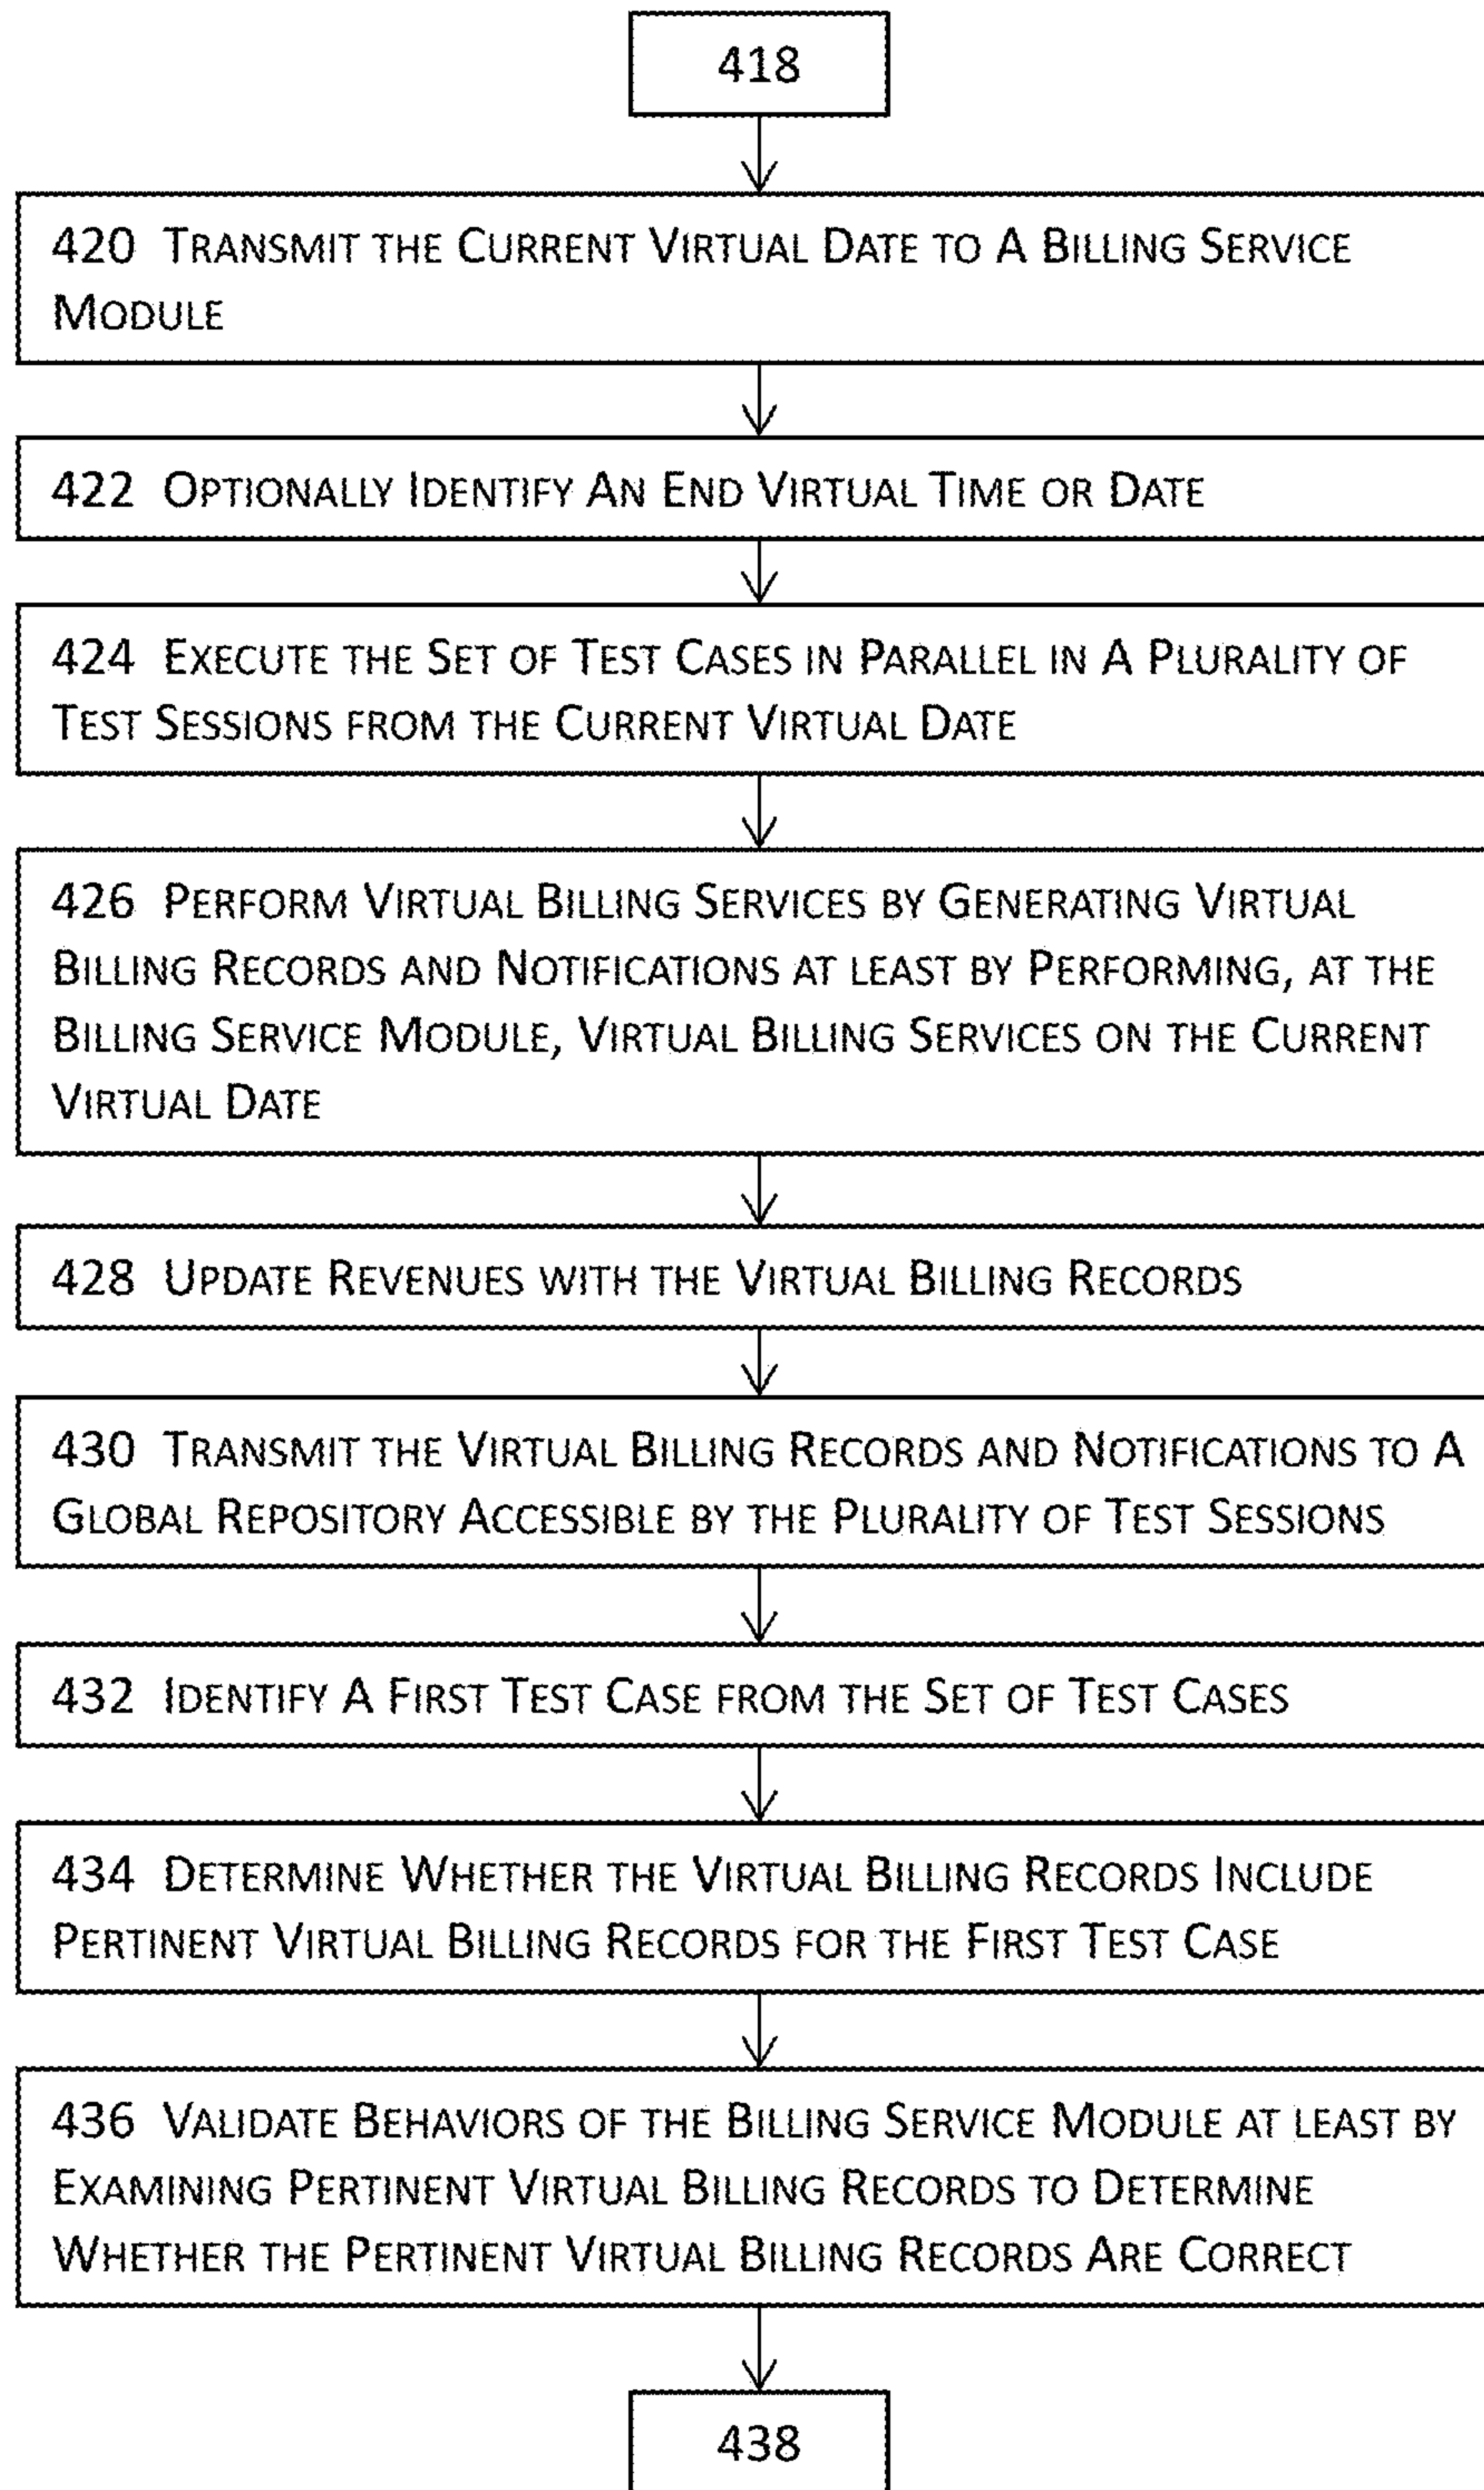 418
420 TRANSMIT THE CURRENT VIRTUAL DATE TO A BILLING SERVICE
MODULE
422 OPTIONALLY IDENTIFY AN END VIRTUAL TIME OR DATE
424 EXECUTE THE SET OF TEST CASES IN PARALLEL IN A PLURALITY OF
TEST SESSIONS FROM THE CURRENT VIRTUAL DATE
426 PERFORM VIRTUAL BILLING SERVICES BY GENERATING VIRTUAL
BILLING RECORDS AND NOTIFICATIONS AT LEAST BY PERFORMING, AT THE
BILLING SERVICE MODULE, VIRTUAL BILLING SERVICES ON THE CURRENT
VIRTUAL DATE
428 UPDATE REVENUES WITH THE VIRTUAL BILLING RECORDS
430 TRANSMIT THE VIRTUAL BILLING RECORDS AND NOTIFICATIONS TO A
GLOBAL REPOSITORY ACCESSIBLE BY THE PLURALITY OF TEST SESSIONS
432 IDENTIFY A FIRST TEST CASE FROM THE SET OF TEST CASES
434 DETERMINE WHETHER THE VIRTUAL BILLING RECORDS INCLUDE
PERTINENT VIRTUAL BILLING RECORDS FOR THE FIRST TEST CASE
436 VALIDATE BEHAVIORS OF THE BILLING SERVICE MODULE AT LEAST BY
EXAMINING PERTINENT VIRTUAL BILLING RECORDS TO DETERMINE
WHETHER THE PERTINENT VIRTUAL BILLING RECORDS ARE CORRECT
438